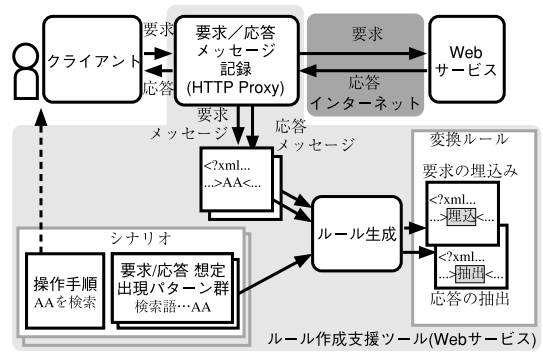 クライアント
要求
応答
要求／応答
メッセージ
記録
(HTTP Proxy)
要求
応答
インターネット
Web
サービス
要求
メッセージ
応答
メッセージ
<?xml...
...>AA<...
変換ルール
要求の埋込み
<?xml...
...>埋込<...
<?xml...
...>抽出<...
応答の抽出
ルール生成
シナリオ
操作手順
AAを検索
要求/応答 想定
出現パターン群
検索語…AA
ルール作成支援ツール(Webサービス)